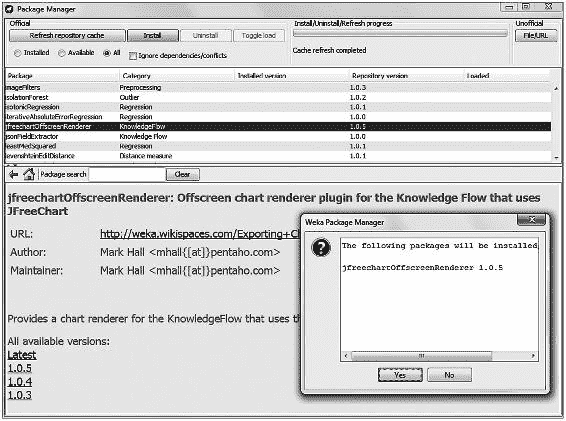 Package Manager
Official
Refresh repository cache Install Uninstall Toggle load
Installed Available All Ignore dependencies/conflicts
Install/Uninstall/Refresh progress
Cache refresh completed
Unofficial
File/URL
Package Category Installed version Repository version Loaded
imageFilters Preprocessing 1.0.3
isolationForest Outlier 1.0.2
isotonicRegression Regression 1.0.1
iterativeAbsoluteErrorRegression Regression 1.0.0
jfreechartOffscreenRenderer KnowledgeFlow 1.0.5
jsonFieldExtractor Knowledge Flow 1.0.0
leastMedSquared Regression 1.0.1
levenshteinEditDistance Distance measure 1.0.1
Package search Clear
jfreechartOffscreenRenderer: Offscreen chart renderer plugin for the Knowledge Flow that uses
JFreeChart
URL: http://weka.wikispaces.com/Exporting+C
Author: Mark Hall <mhall{[at]}pentaho.com>
Maintainer: Mark Hall <mhall{[at]}pentaho.com>
Provides a chart renderer for the KnowledgeFlow that uses
All available versions:
Latest
1.0.5
1.0.4
1.0.3
Weka Package Manager
The following packages will be installed
jfreechartOffscreenRenderer 1.0.5
Yes No